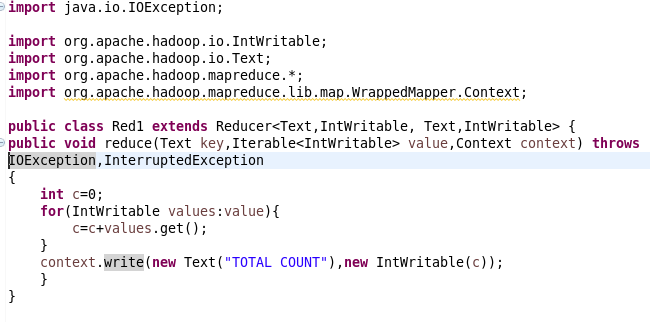 import java.io.IOException;
import org.apache.hadoop.io.IntWritable;
import org.apache.hadoop.io.Text;
import org.apache.hadoop.mapreduce.*;
import org.apache.hadoop.mapreduce.lib.map.WrappedMapper.Context;
public class Red1 extends Reducer<Text,IntWritable, Text,IntWritable> {
public void reduce(Text key,Iterable<IntWritable> value,Context context) throws
IOException,InterruptedException
{
    int c=0;
    for(IntWritable values:value){
        c=c+values.get();
    }
    context.write(new Text("TOTAL COUNT"),new IntWritable(c));
    }
}